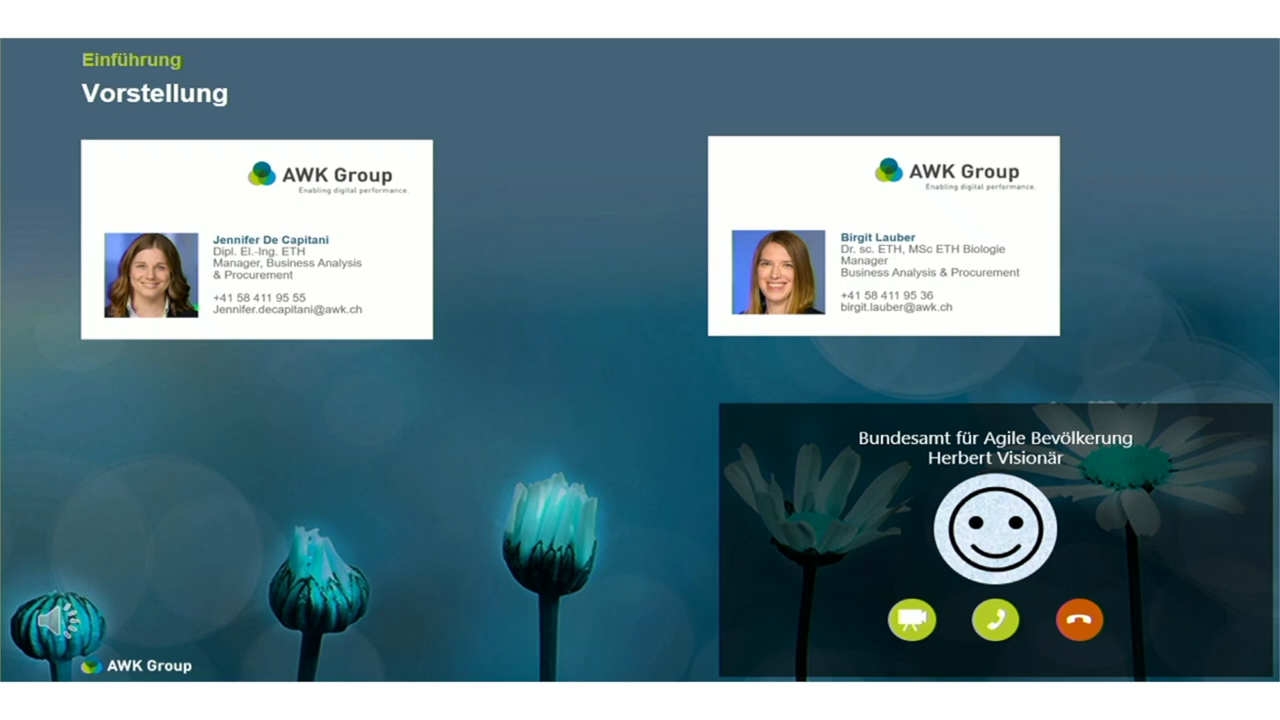 Einführung
Vorstellung
AWK Group
Enabling digital performance.
Jennifer De Capitani
Dipl. El.-Ing. ETH
Manager, Business Analysis
& Procurement
+41 58 411 95 55
Jennifer.decapitani@awk.ch
AWK Group
Enabling digital performance.
Birgit Lauber
Dr. sc. ETH, MSc ETH Biologie
Manager
Business Analysis & Procurement
+41 58 411 95 36
birgit.lauber@awk.ch
Bundesamt für Agile Bevölkerung
Herbert Visionär
AWK Group